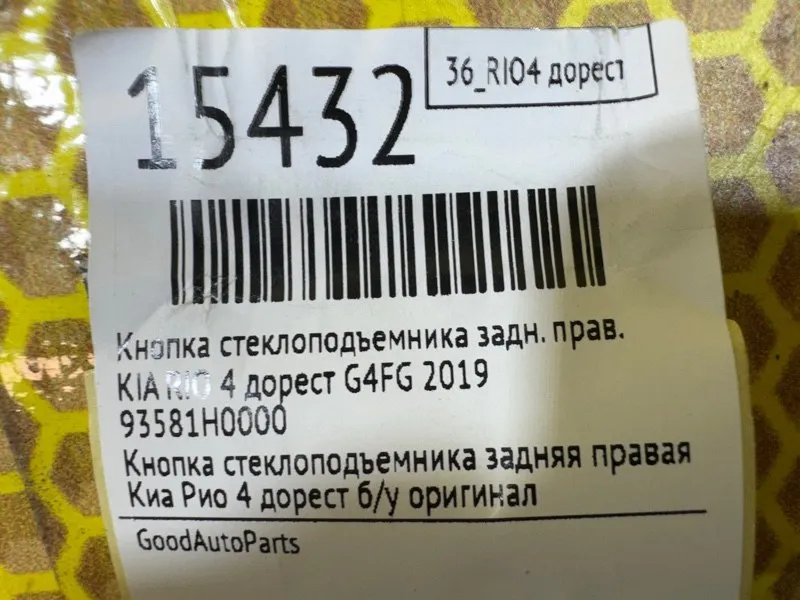 15432
36_RIO4 дорест
Кнопка стеклоподъемника задн. прав.
KIA RIO 4 дорест G4FG 2019
93581H0000
Кнопка стеклоподъемника задняя правая
Киа Рио 4 дорест б/у оригинал
GoodAutoParts